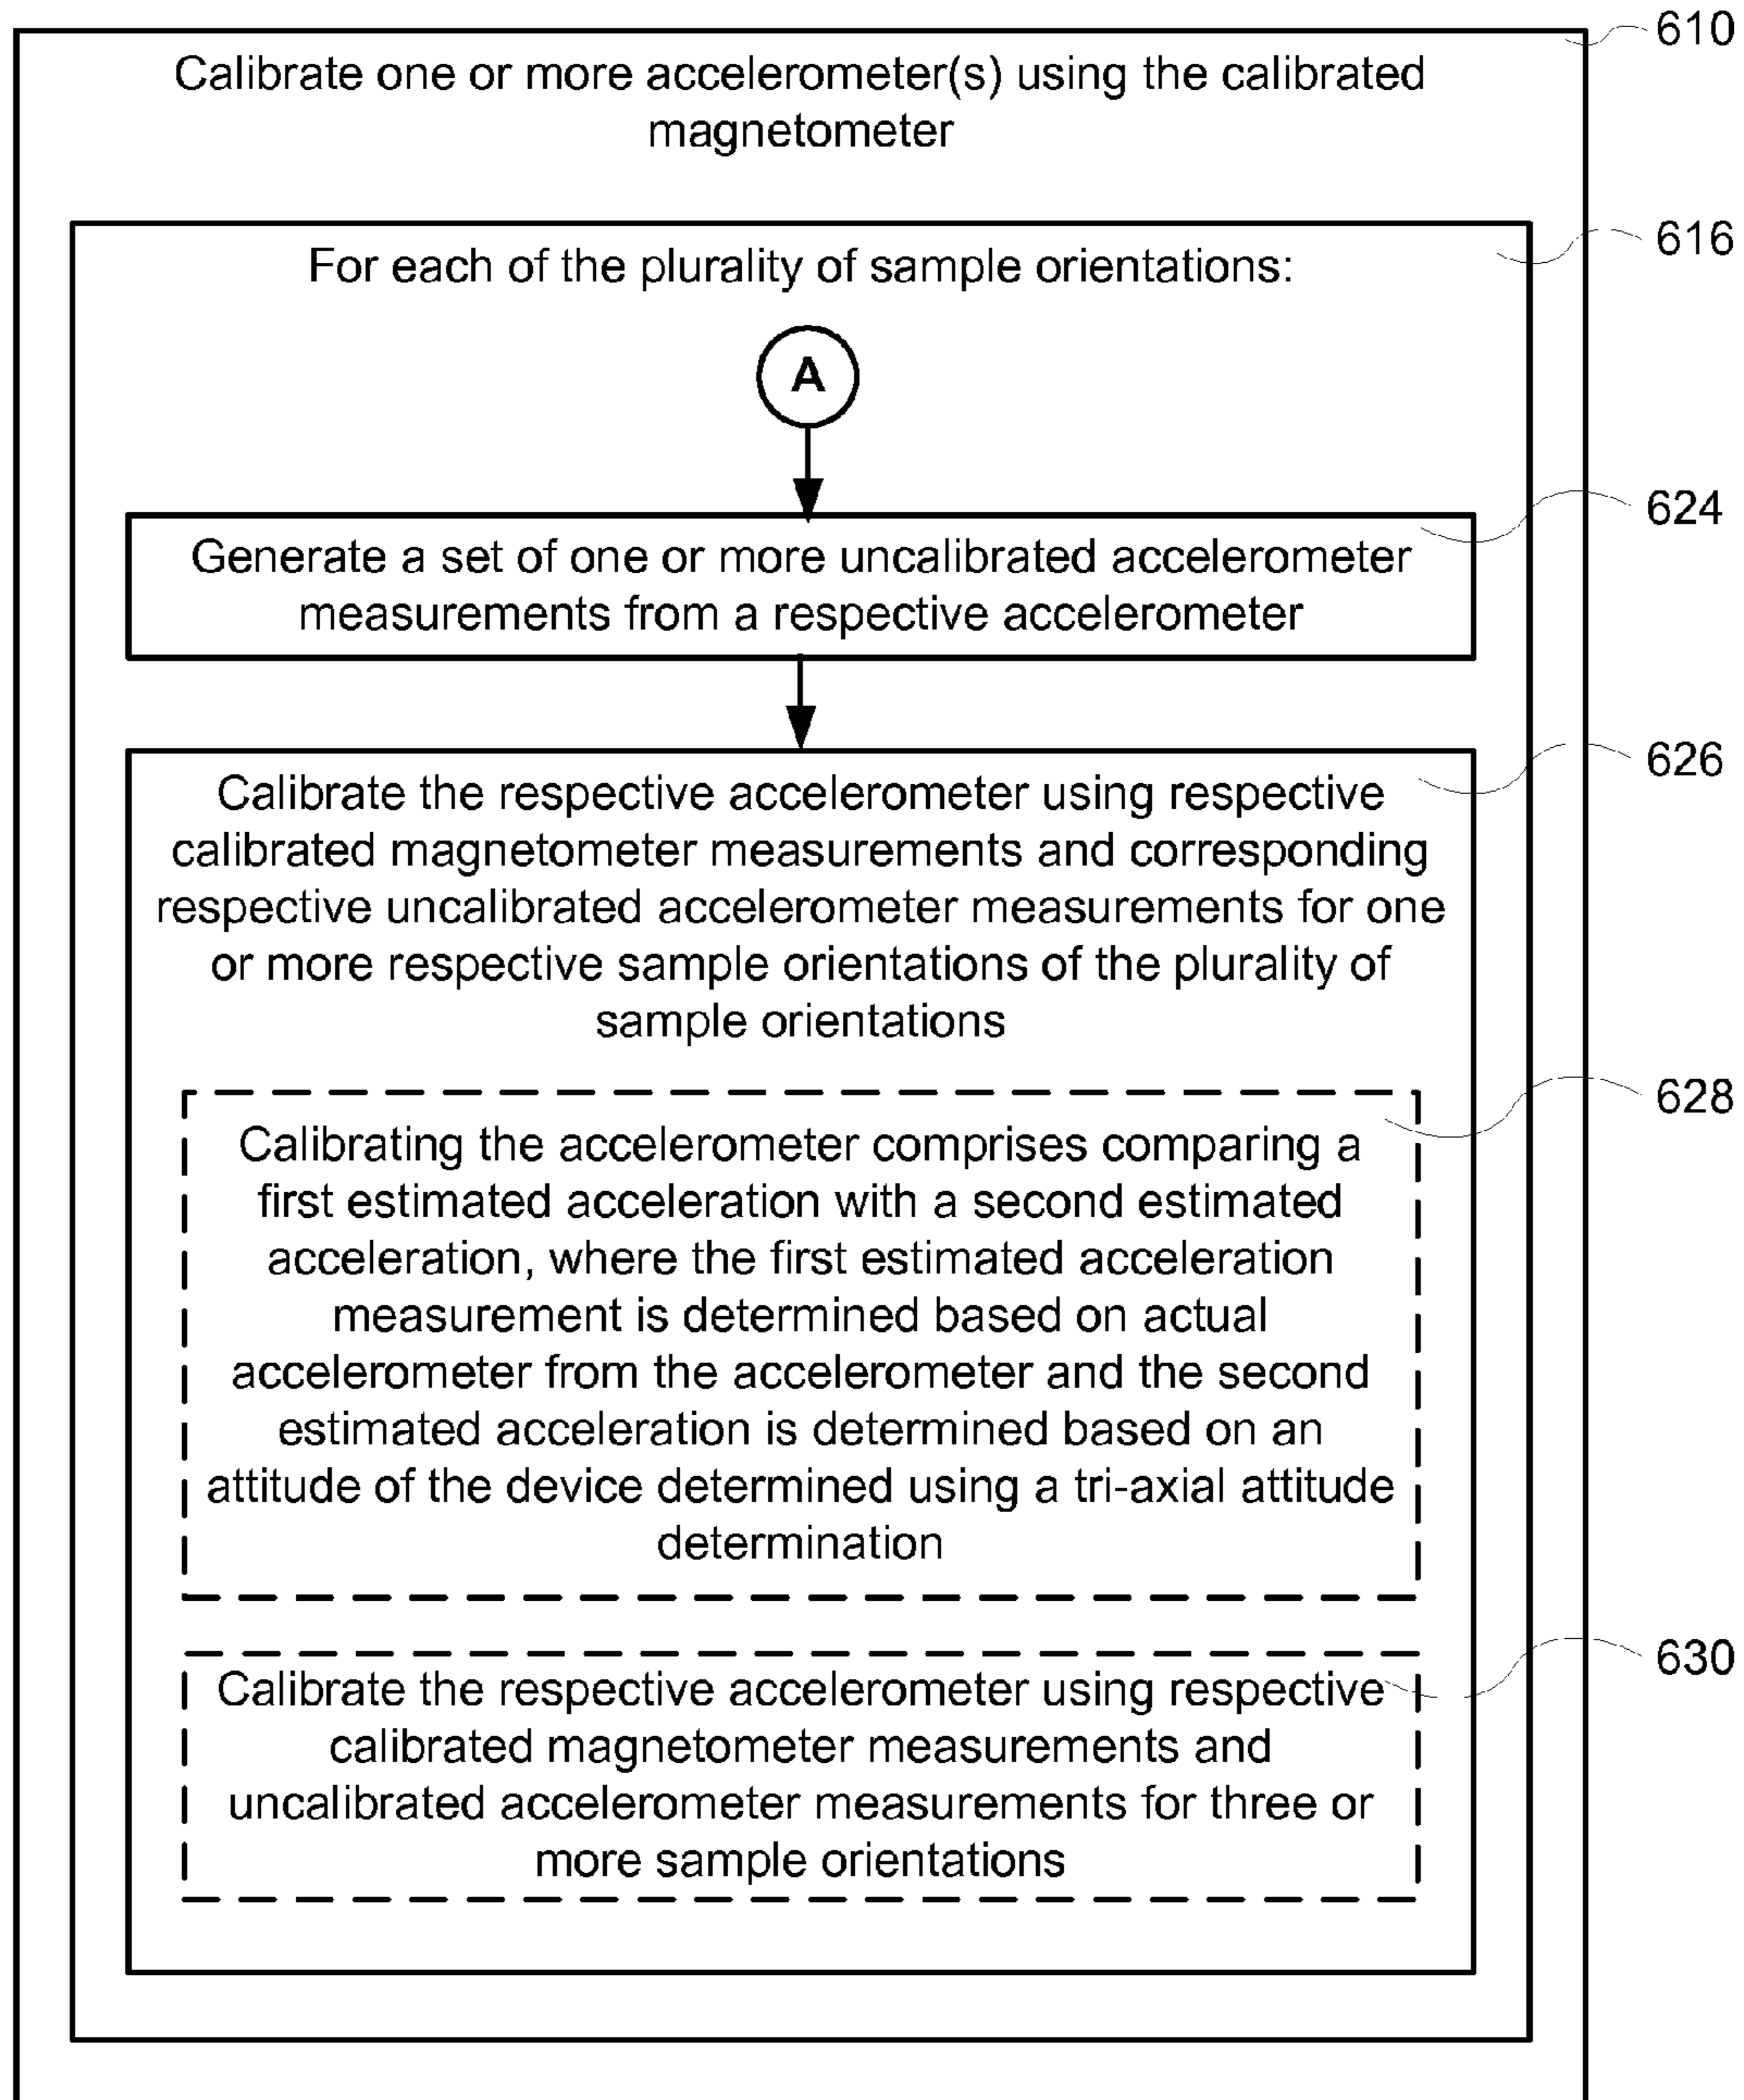 610
Calibrate one or more accelerometer(s) using the calibrated
magnetometer
616
For each of the plurality of sample orientations:
A
624
Generate a set of one or more uncalibrated accelerometer
measurements from a respective accelerometer
626
Calibrate the respective accelerometer using respective
calibrated magnetometer measurements and corresponding
respective uncalibrated accelerometer measurements for one
or more respective sample orientations of the plurality of
sample orientations
628
Calibrating the accelerometer comprises comparing a
first estimated acceleration with a second estimated
acceleration, where the first estimated acceleration
measurement is determined based on actual
accelerometer from the accelerometer and the second
estimated acceleration is determined based on an
attitude of the device determined using a tri-axial attitude
determination
630
Calibrate the respective accelerometer using respective
calibrated magnetometer measurements and
uncalibrated accelerometer measurements for three or
more sample orientations